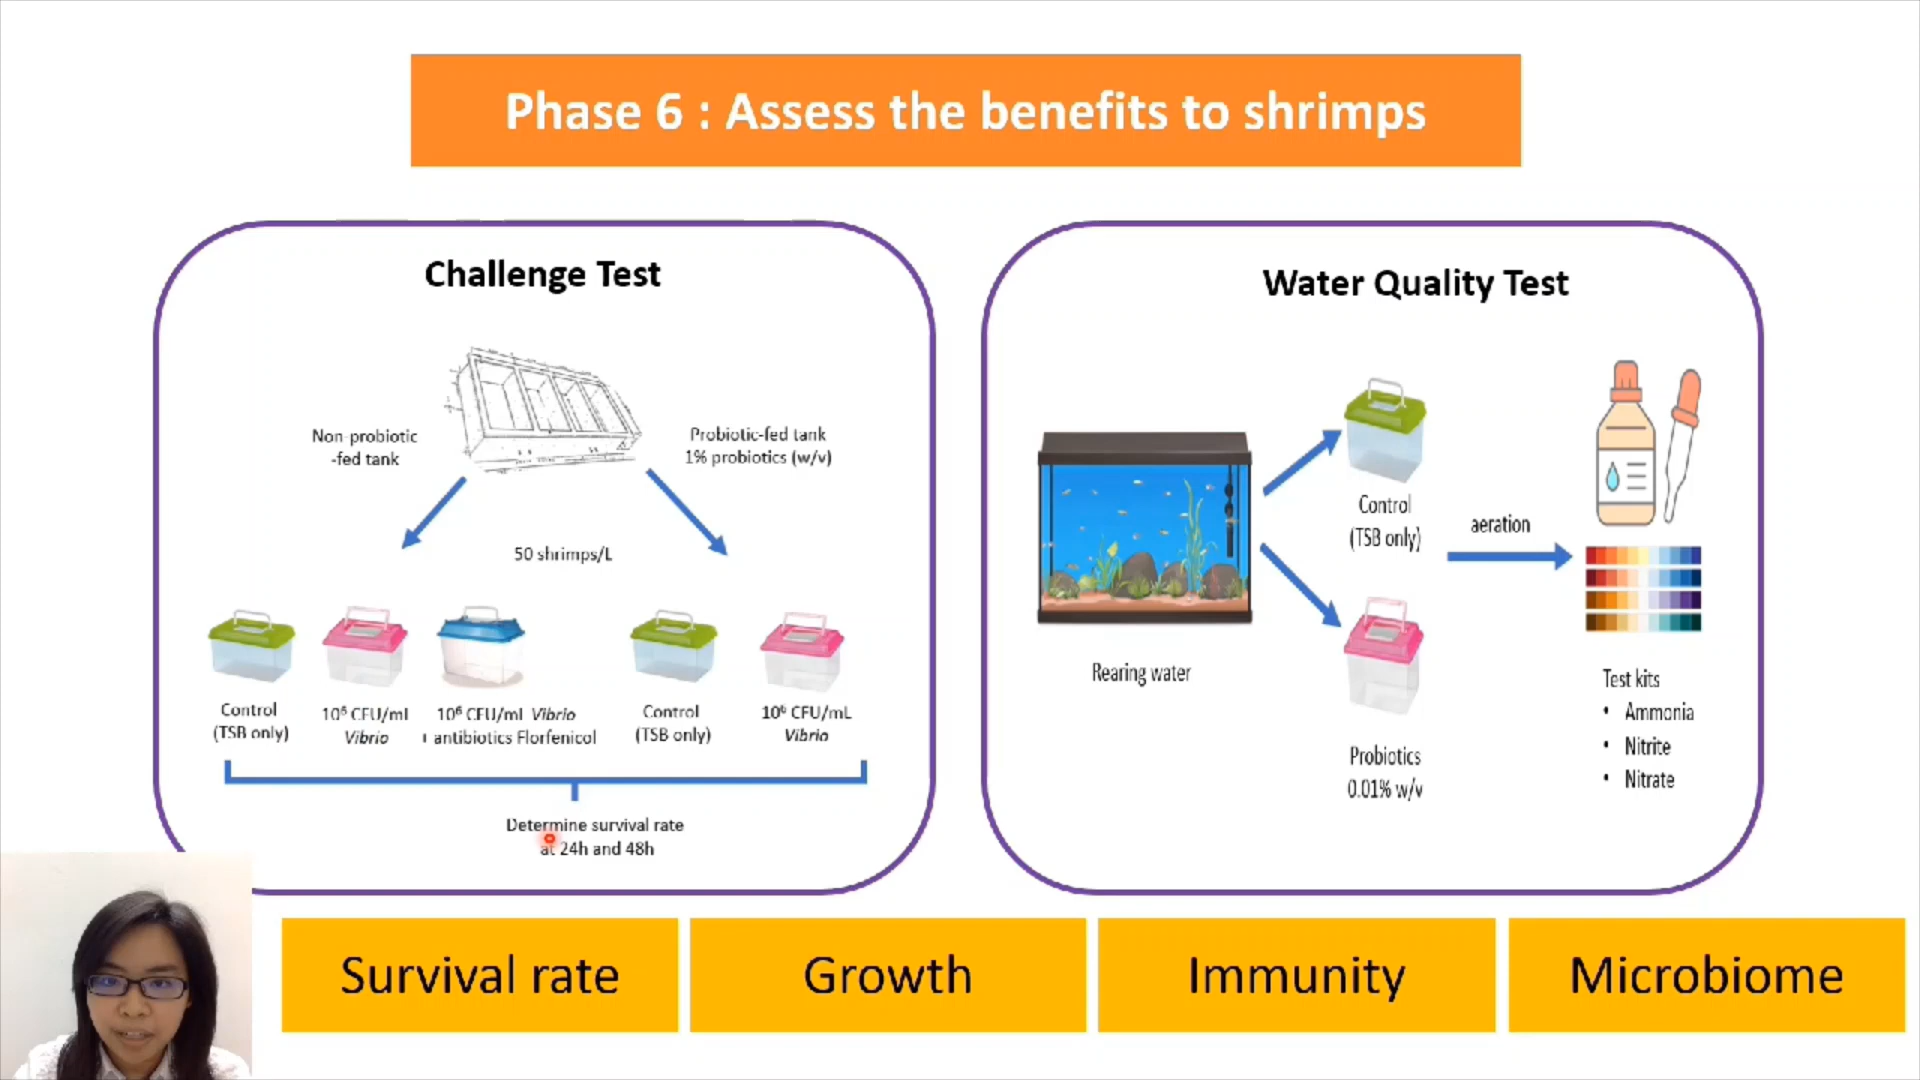 Phase 6 : Assess the benefits to shrimps
Challenge Test
Non-probiotic
-fed tank
Probiotic-fed tank
1% probiotics (w/v)
50 shrimps/L
Control
(TSB only)
10⁶ CFU/mL
Vibrio
10⁶ CFU/mL Vibrio
+ antibiotics Florfenicol
Control
(TSB only)
10⁶ CFU/mL
Vibrio
Determine survival rate
at 24h and 48h
Water Quality Test
Rearing water
Control
(TSB only)
Probiotics
0.01% w/v
aeration
Test kits
• Ammonia
• Nitrite
• Nitrate
Survival rate
Growth
Immunity
Microbiome